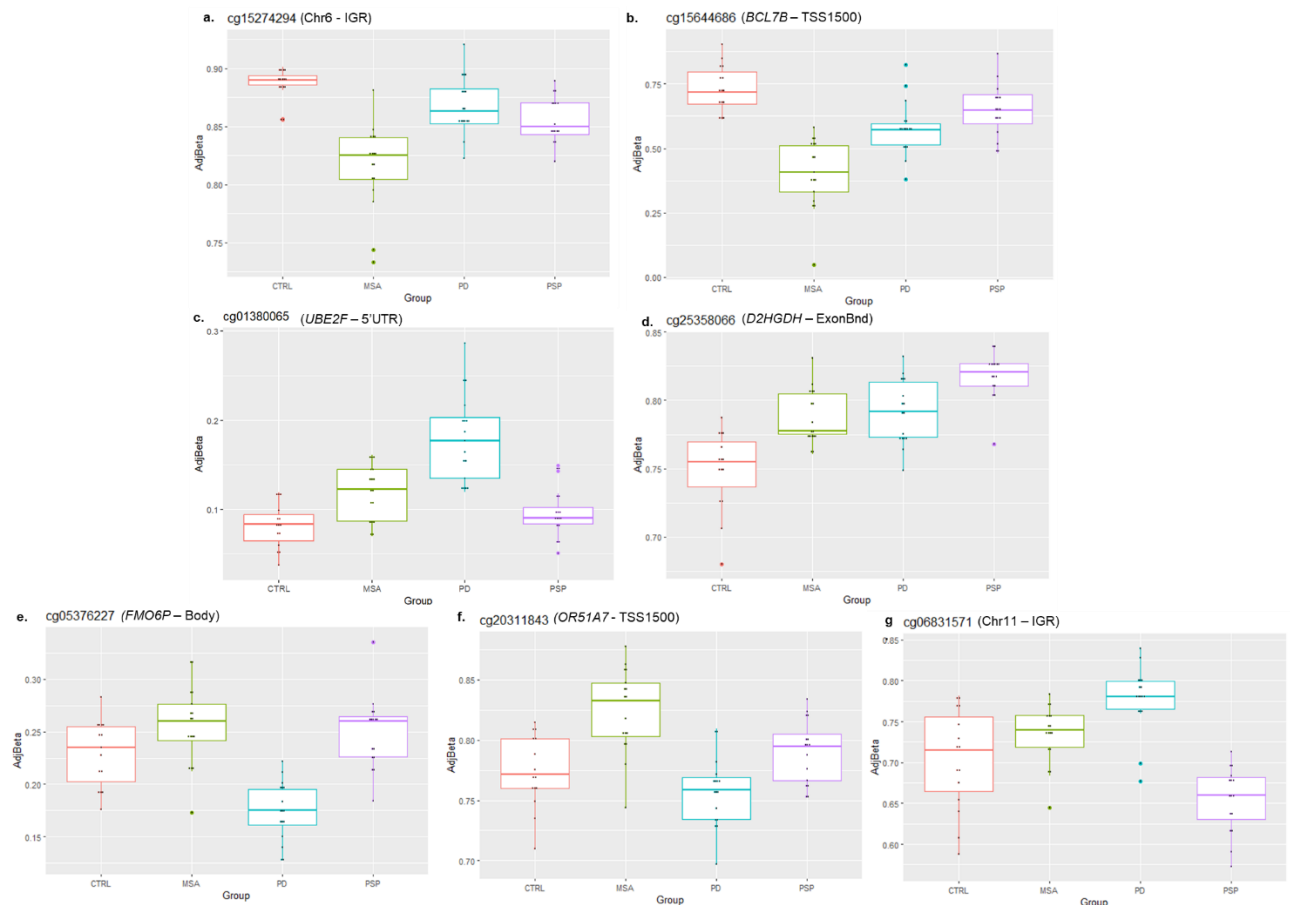 a. cg15274294 (Chr6 - IGR)
AdjBeta
0.90
0.85
0.80
0.75
CTRL MSA PD PSP
Group
b. cg15644686 (BCL7B – TSS1500)
AdjBeta
0.75
0.50
0.25
0.00
CTRL MSA PD PSP
Group
c. cg01380065 (UBE2F – 5'UTR)
AdjBeta
0.3
0.2
0.1
CTRL MSA PD PSP
Group
d. cg25358066 (D2HGDH – ExonBnd)
AdjBeta
0.85
0.80
0.75
0.70
CTRL MSA PD PSP
Group
e. cg05376227 (FMO6P – Body)
AdjBeta
0.30
0.25
0.20
0.15
CTRL MSA PD PSP
Group
f. cg20311843 (OR51A7 - TSS1500)
AdjBeta
0.85
0.80
0.75
0.70
CTRL MSA PD PSP
Group
g cg06831571 (Chr11 – IGR)
AdjBeta
0.85
0.80
0.75
0.70
0.65
0.60
CTRL MSA PD PSP
Group